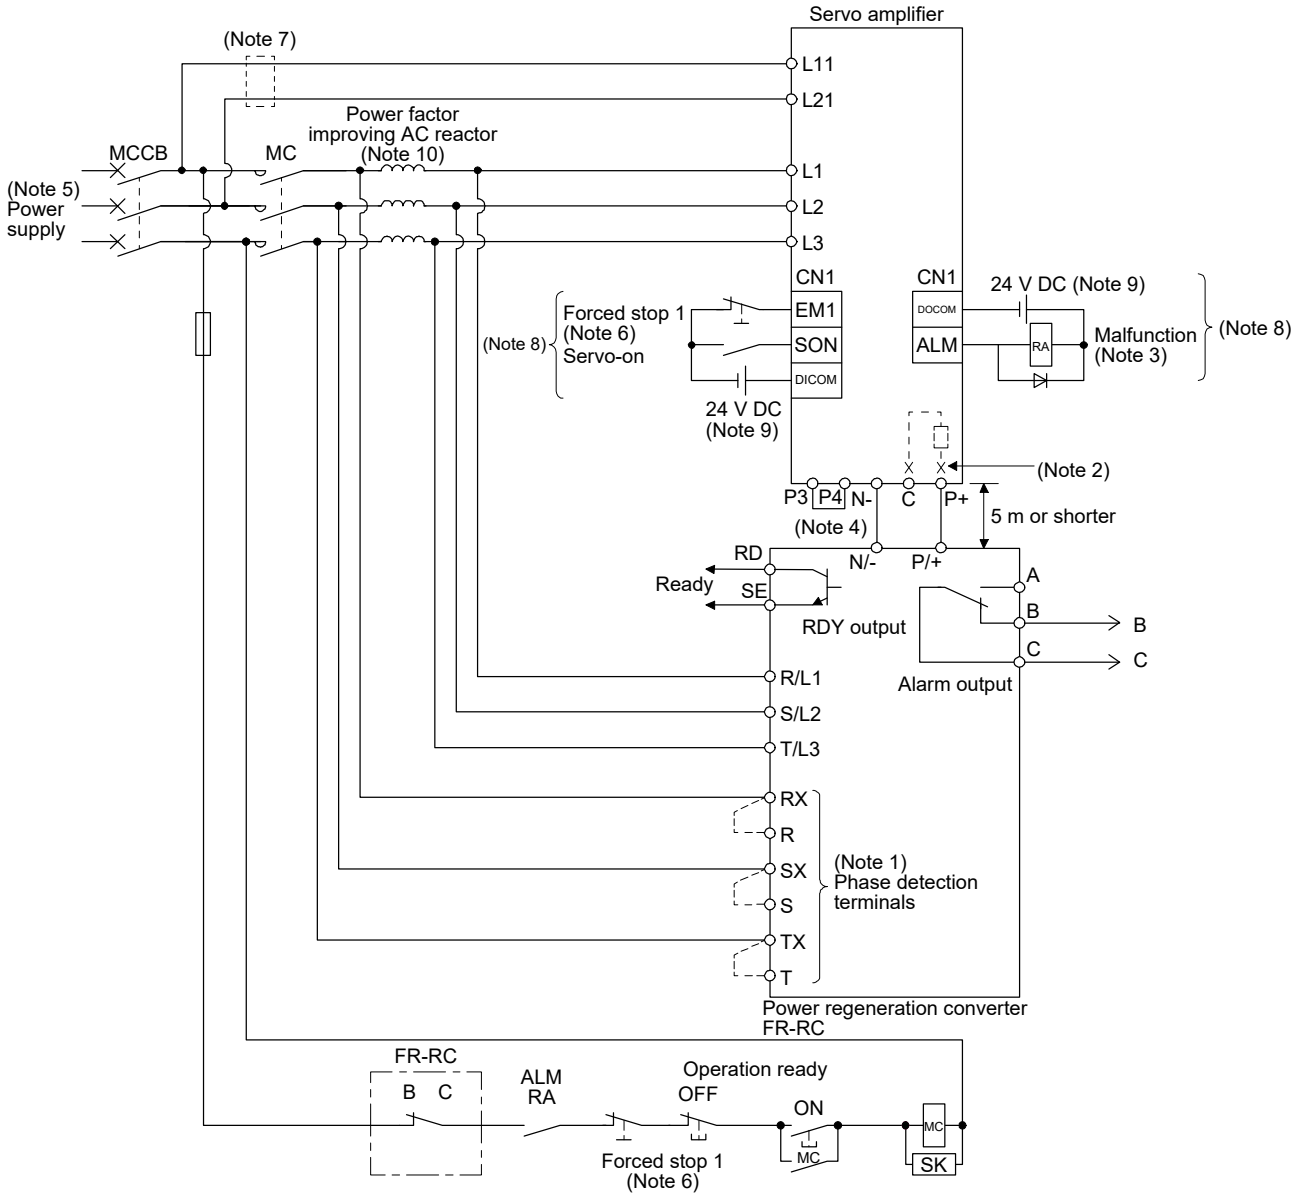 Servo amplifier
(Note 7)
L11
L21
Power factor
improving AC reactor
(Note 10)
MCCB
MC
L1
(Note 5)
Power
supply
L2
L3
CN1
CN1
24 V DC (Note 9)
Forced stop 1
(Note 6)
Servo-on
(Note 8)
EM1
SON
DICOM
DOCOM
ALM
RA
Malfunction
(Note 3)
(Note 8)
24 V DC
(Note 9)
(Note 2)
P3
P4
N-
C
P+
(Note 4)
5 m or shorter
RD
N/-
P/+
Ready
SE
A
RDY output
B
B
C
C
Alarm output
R/L1
S/L2
T/L3
RX
R
(Note 1)
Phase detection
terminals
SX
S
TX
T
Power regeneration converter
FR-RC
FR-RC
B C
ALM
RA
Operation ready
OFF
ON
MC
MC
SK
Forced stop 1
(Note 6)